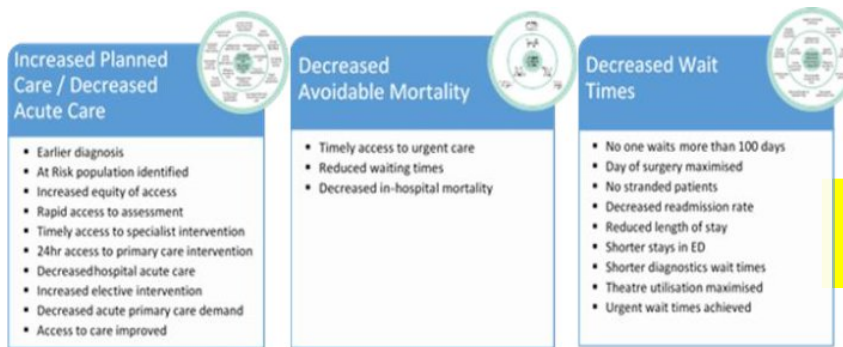 Increased Planned
Care / Decreased
Acute Care
Earlier diagnosis
At Risk population identified
Increased equity of access
Rapid access to assessment
Timely access to specialist intervention
24hr access to primary care intervention
Decreasedhospital acute care
Increased elective intervention
Decreased acute primary care demand
Access to care improved
Decreased
Avoidable Mortality
Timely access to urgent care
Reduced waiting times
Decreased in-hospital mortality
Decreased Wait
Times
No one waits more than 100 days
Day of surgery maximised
No stranded patients
Decreased readmission rate
Reduced length of stay
Shorter stays in ED
Shorter diagnostics wait times
Theatre utilisation maximised
Urgent wait times achieved